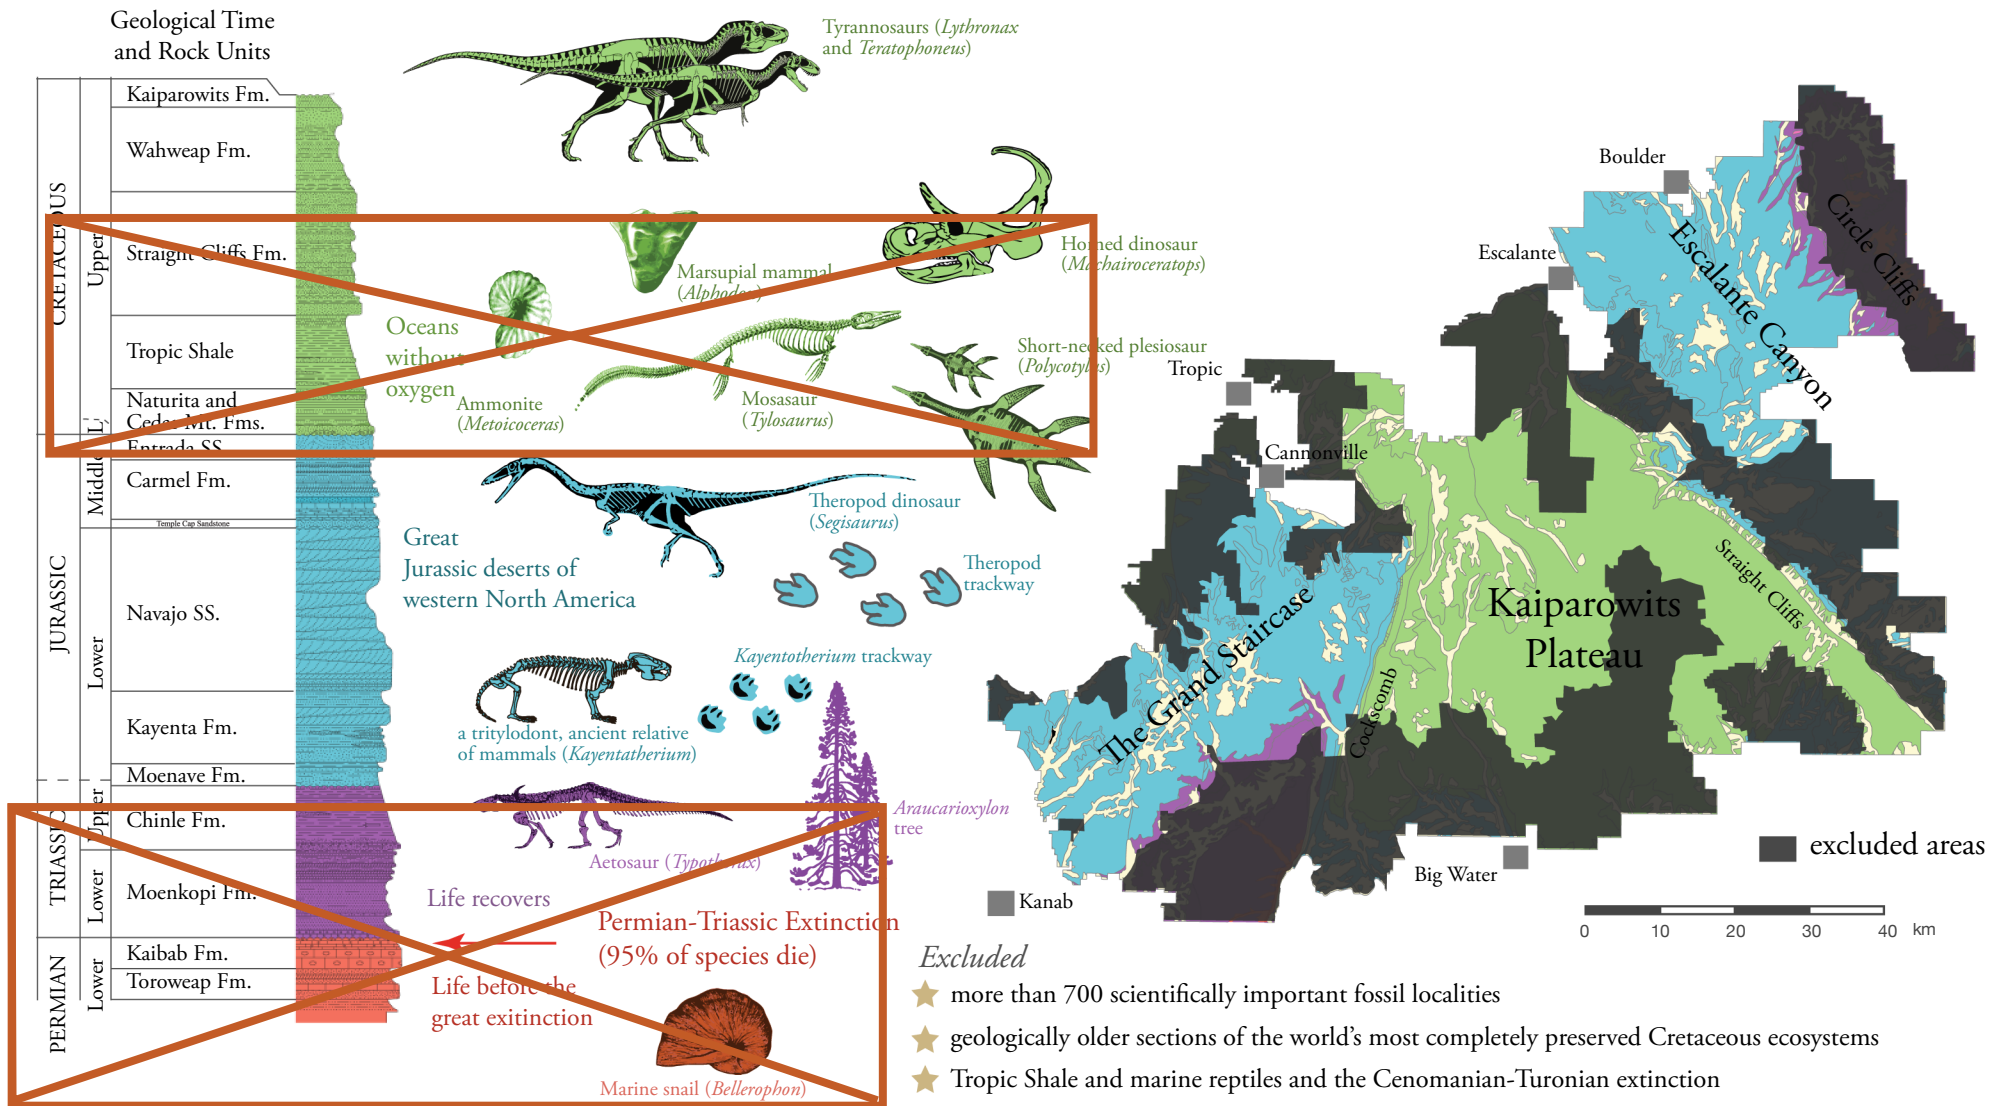 Geological Time
and Rock Units
CRETACEOUS
JURASSIC
TRIASSIC
PERMIAN
Upper
L
Middle
Lower
Upper
Lower
Lower
Kaiparowits Fm.
Wahweap Fm.
Straight Cliffs Fm.
Tropic Shale
Naturita and
Cedar Mt. Fms.
Entrada SS.
Carmel Fm.
Temple Cap Sandstone
Navajo SS.
Kayenta Fm.
Moenave Fm.
Chinle Fm.
Moenkopi Fm.
Kaibab Fm.
Toroweap Fm.
Tyrannosaurs (Lythronax
and Teratophoneus)
Horned dinosaur
(Machairoceratops)
Marsupial mammal
(Alphodon)
Oceans
without
oxygen
Ammonite
(Metoicoceras)
Mosasaur
(Tylosaurus)
Short-necked plesiosaur
(Polycotylus)
Theropod dinosaur
(Segisaurus)
Great
Jurassic deserts of
western North America
Theropod
trackway
Kayentotherium trackway
a tritylodont, ancient relative
of mammals (Kayentatherium)
Araucarioxylon
tree
Aetosaur (Typothorax)
Life recovers
Permian-Triassic Extinction
(95% of species die)
Life before the
great exitinction
Marine snail (Bellerophon)
Boulder
Escalante
Tropic
Cannonville
Kanab
Big Water
Circle Cliffs
Escalante Canyon
Straight Cliffs
Kaiparowits
Plateau
The Grand Staircase
Cockscomb
excluded areas
0 10 20 30 40 km
Excluded
more than 700 scientifically important fossil localities
geologically older sections of the world's most completely preserved Cretaceous ecosystems
Tropic Shale and marine reptiles and the Cenomanian-Turonian extinction